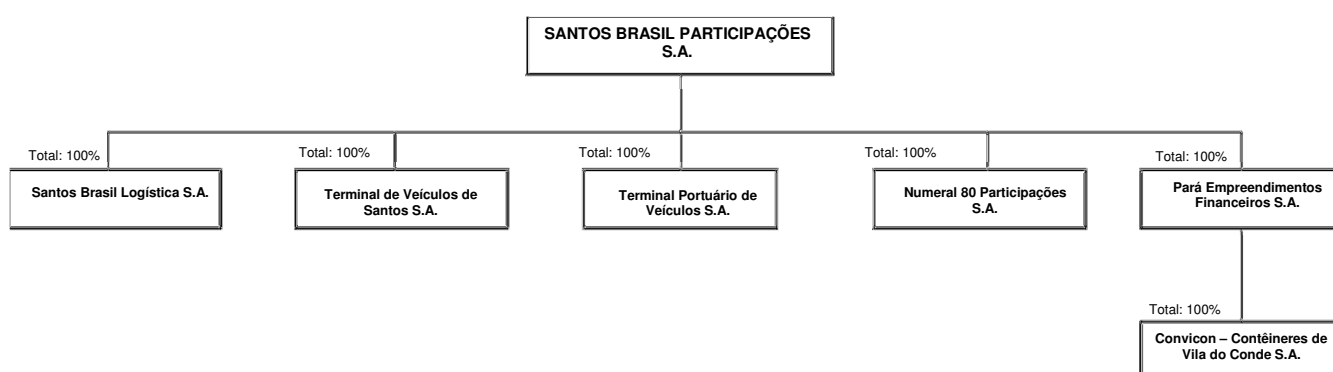 SANTOS BRASIL PARTICIPAÇÕES
S.A.
Total: 100%
Total: 100%
Total: 100%
Total: 100%
Total: 100%
Santos Brasil Logística S.A.
Terminal de Veículos de
Santos S.A.
Terminal Portuário de
Veículos S.A.
Numeral 80 Participações
S.A.
Pará Empreendimentos
Financeiros S.A.
Total: 100%
Convicon – Contêineres de
Vila do Conde S.A.